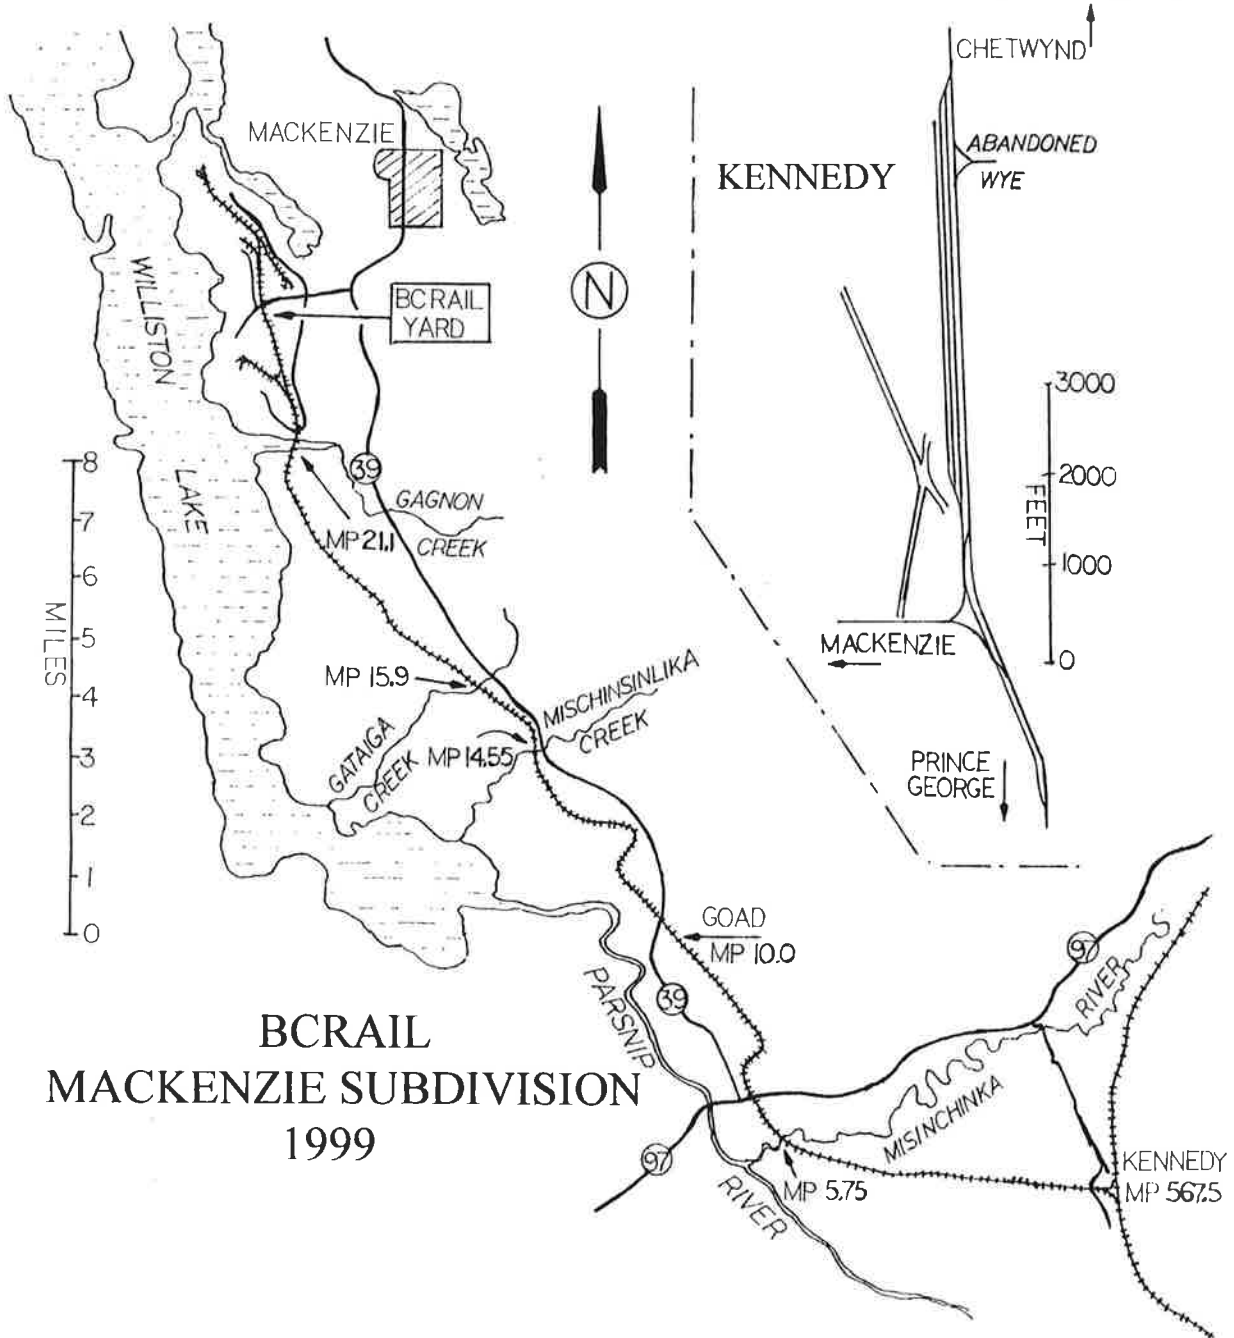 CHETWYND
ABANDONED
WYE
KENNEDY
MACKENZIE
N
BCRAIL
YARD
WILLISTON
LAKE
39
GAGNON
CREEK
MP 21.1
8
7
6
5
4
3
2
1
0
MILES
3000
2000
1000
0
FEET
MACKENZIE
PRINCE
GEORGE
MP 15.9
MISCHINSINLIKA
CREEK
GATAIGA
CREEK
MP 14.55
GOAD
MP 10.0
PARSNIP
RIVER
39
97
RIVER
MISINCHINKA
BCRAIL
MACKENZIE SUBDIVISION
1999
97
MP 5.75
KENNEDY
MP 567.5